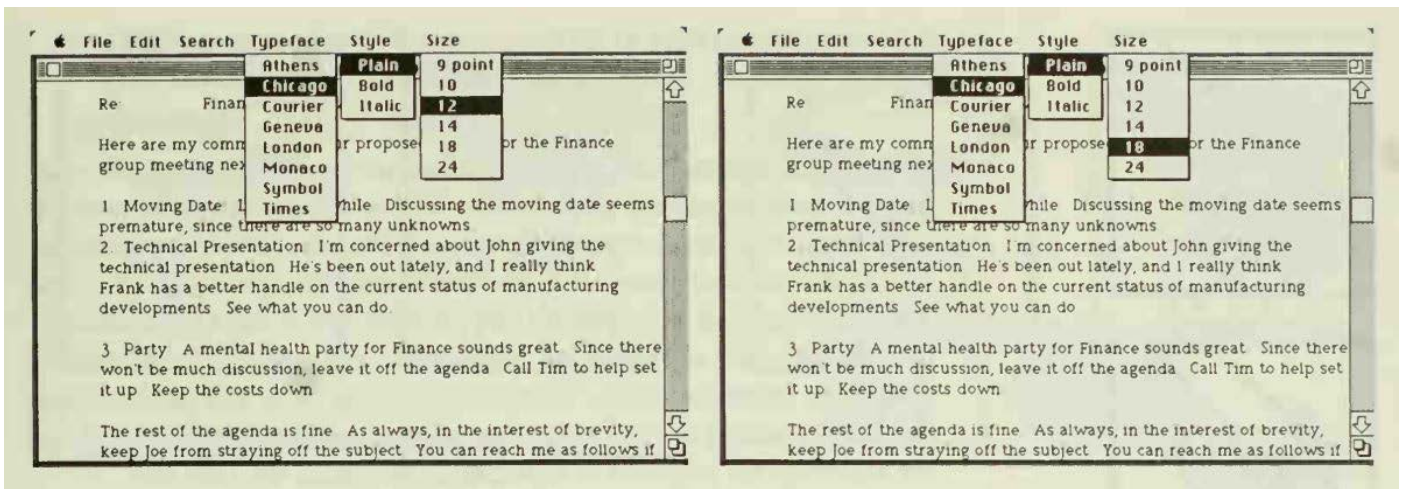 File Edit Search Typeface Style Size
Athens
Chicago
Courier
Geneva
London
Monaco
Symbol
Times
Plain
Bold
Italic
9 point
10
12
14
18
24
Re: Finan
Here are my comm r propose or the Finance
group meeting nex
1 Moving Date L hile Discussing the moving date seems
premature, since there are so many unknowns
2. Technical Presentation I'm concerned about John giving the
technical presentation He's been out lately, and I really think
Frank has a better handle on the current status of manufacturing
developments See what you can do.
3 Party A mental health party for Finance sounds great Since there
won't be much discussion, leave it off the agenda Call Tim to help set
it up Keep the costs down
The rest of the agenda is fine As always, in the interest of brevity,
keep Joe from straying off the subject You can reach me as follows if
File Edit Search Typeface Style Size
Athens
Chicago
Courier
Geneva
London
Monaco
Symbol
Times
Plain
Bold
Italic
9 point
10
12
14
18
24
Re Finan
Here are my comm r propose or the Finance
group meeting nex
1 Moving Date L hile Discussing the moving date seems
premature, since there are so many unknowns
2. Technical Presentation I'm concerned about John giving the
technical presentation He's been out lately, and I really think
Frank has a better handle on the current status of manufacturing
developments See what you can do
3 Party A mental health party for Finance sounds great Since there
won't be much discussion, leave it off the agenda Call Tim to help set
it up Keep the costs down
The rest of the agenda is fine As always, in the interest of brevity,
keep Joe from straying off the subject You can reach me as follows if